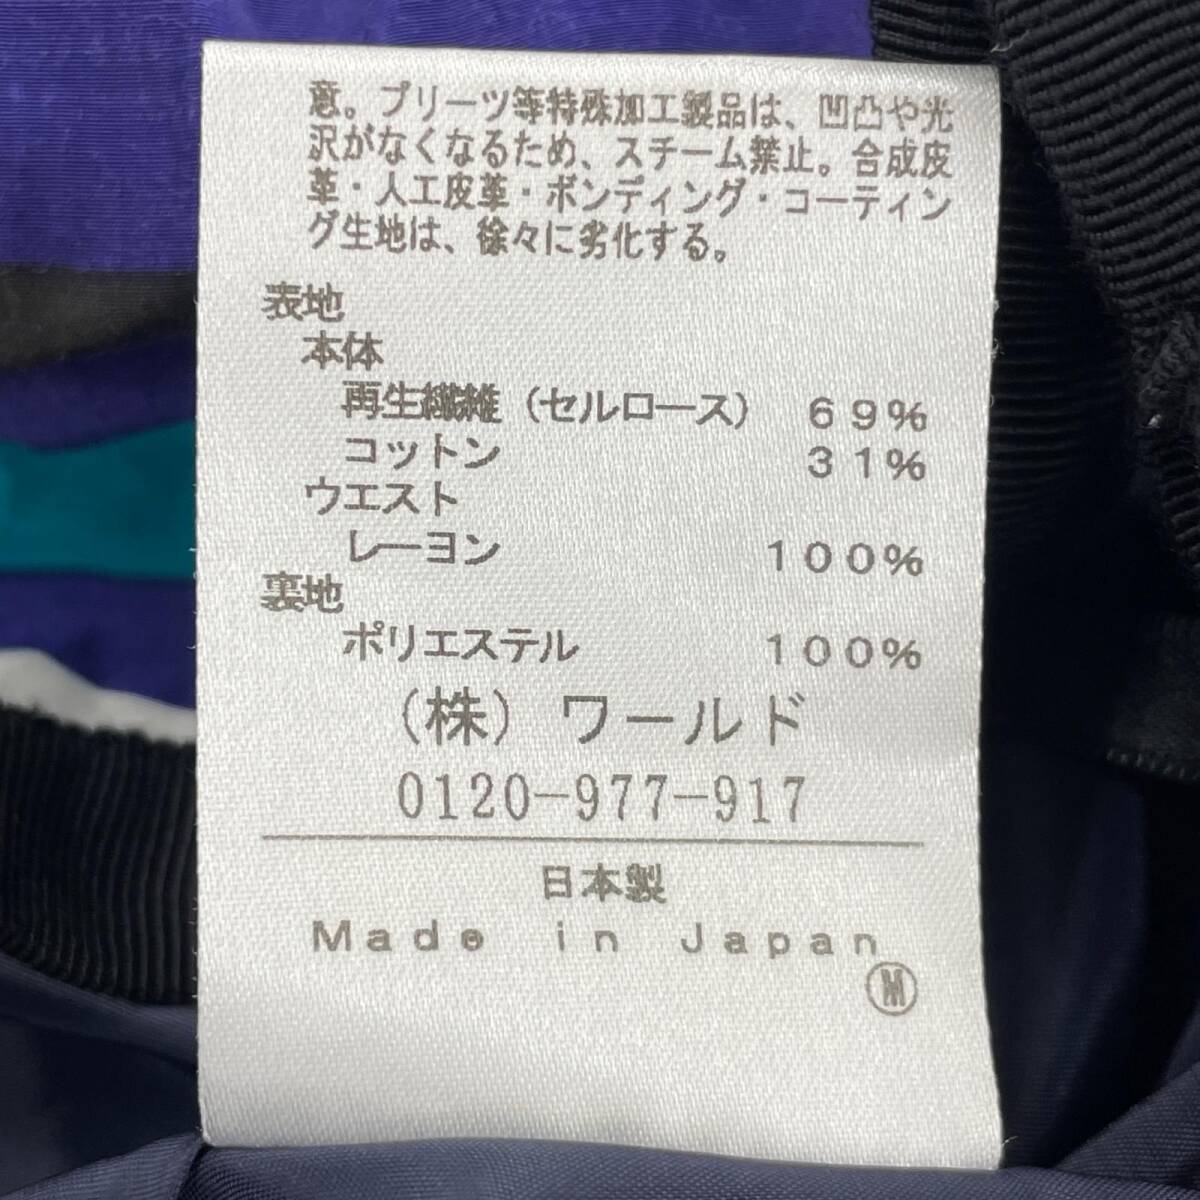 意。プリーツ等特殊加工製品は、凹凸や光
沢がなくなるため、スチーム禁止。合成皮
革・人工皮革・ボンディング・コーティン
グ生地は、徐々に劣化する。
表地
本体
再生繊維（セルロース） 69%
コットン 31%
ウエスト
レーヨン 100%
裏地
ポリエステル 100%
（株）ワールド
0120-977-917
日本製
Made in Japan
Ⓜ